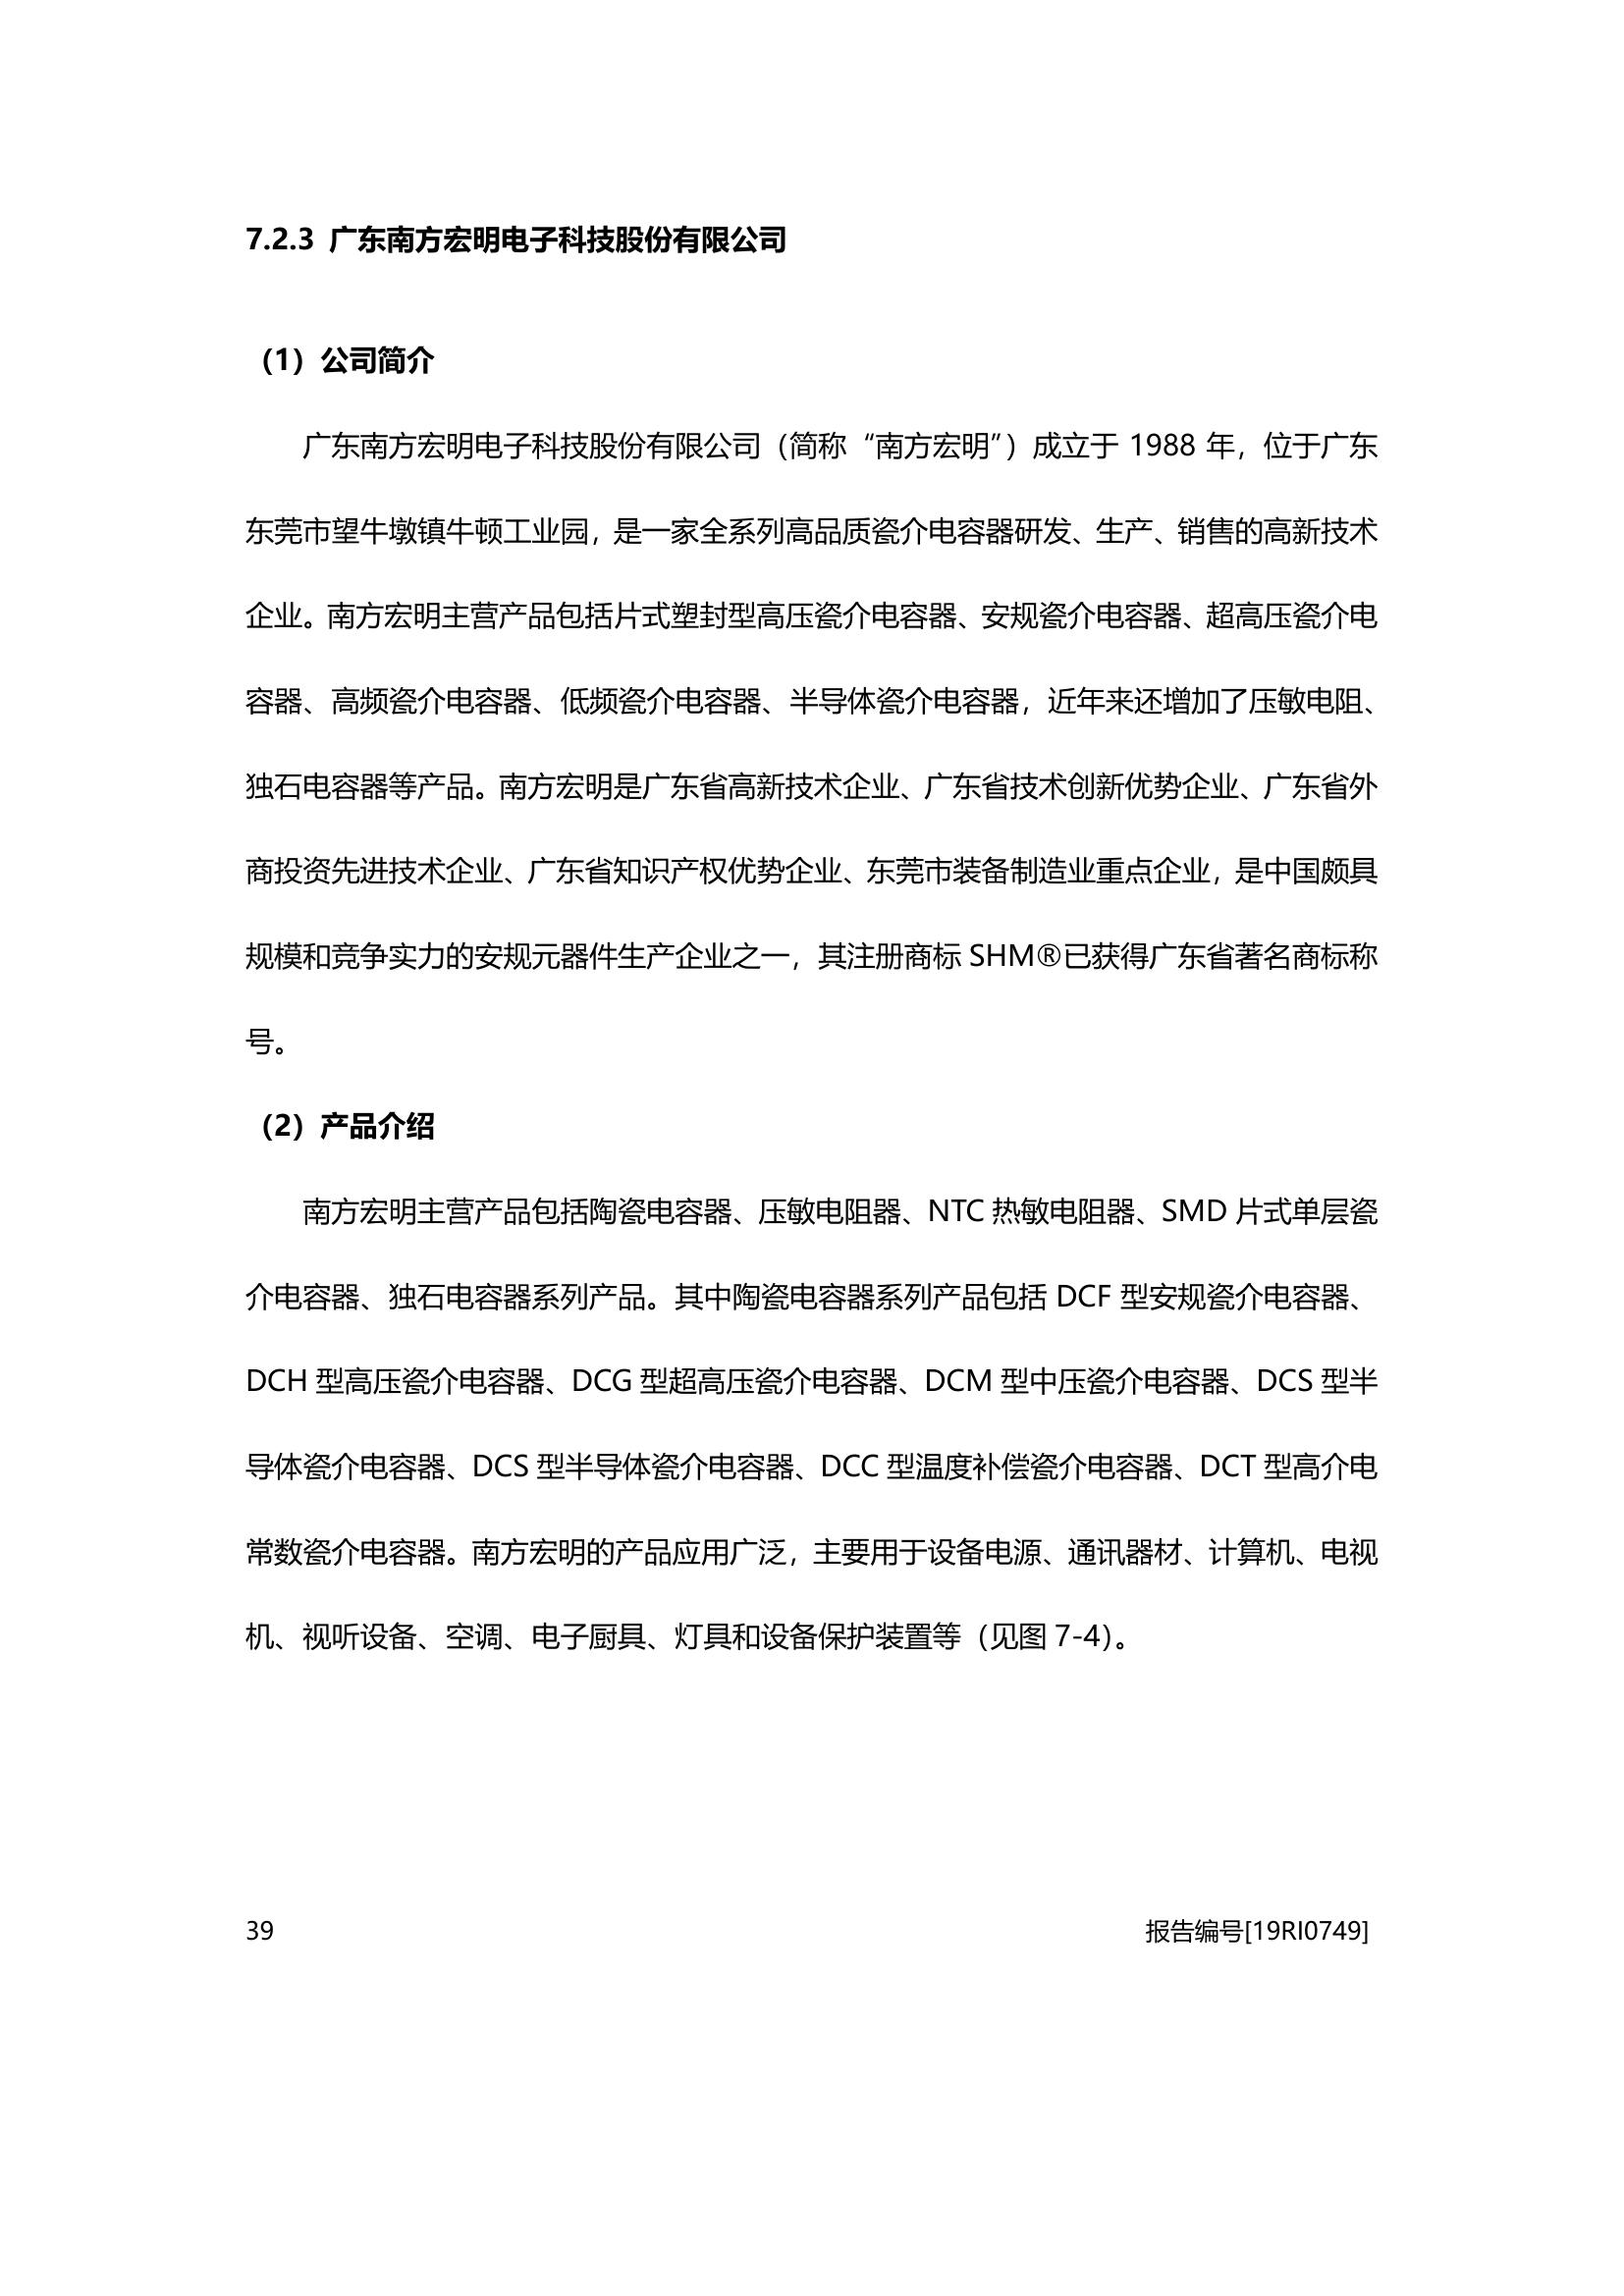 7.2.3 广东南方宏明电子科技股份有限公司
（1）公司简介
广东南方宏明电子科技股份有限公司（简称“南方宏明”）成立于 1988 年，位于广东
东莞市望牛墩镇牛顿工业园，是一家全系列高品质瓷介电容器研发、生产、销售的高新技术
企业。南方宏明主营产品包括片式塑封型高压瓷介电容器、安规瓷介电容器、超高压瓷介电
容器、高频瓷介电容器、低频瓷介电容器、半导体瓷介电容器，近年来还增加了压敏电阻、
独石电容器等产品。南方宏明是广东省高新技术企业、广东省技术创新优势企业、广东省外
商投资先进技术企业、广东省知识产权优势企业、东莞市装备制造业重点企业，是中国颇具
规模和竞争实力的安规元器件生产企业之一，其注册商标 SHM®已获得广东省著名商标称
号。
（2）产品介绍
南方宏明主营产品包括陶瓷电容器、压敏电阻器、NTC 热敏电阻器、SMD 片式单层瓷
介电容器、独石电容器系列产品。其中陶瓷电容器系列产品包括 DCF 型安规瓷介电容器、
DCH 型高压瓷介电容器、DCG 型超高压瓷介电容器、DCM 型中压瓷介电容器、DCS 型半
导体瓷介电容器、DCS 型半导体瓷介电容器、DCC 型温度补偿瓷介电容器、DCT 型高介电
常数瓷介电容器。南方宏明的产品应用广泛，主要用于设备电源、通讯器材、计算机、电视
机、视听设备、空调、电子厨具、灯具和设备保护装置等（见图 7-4）。
39 报告编号[19RI0749]